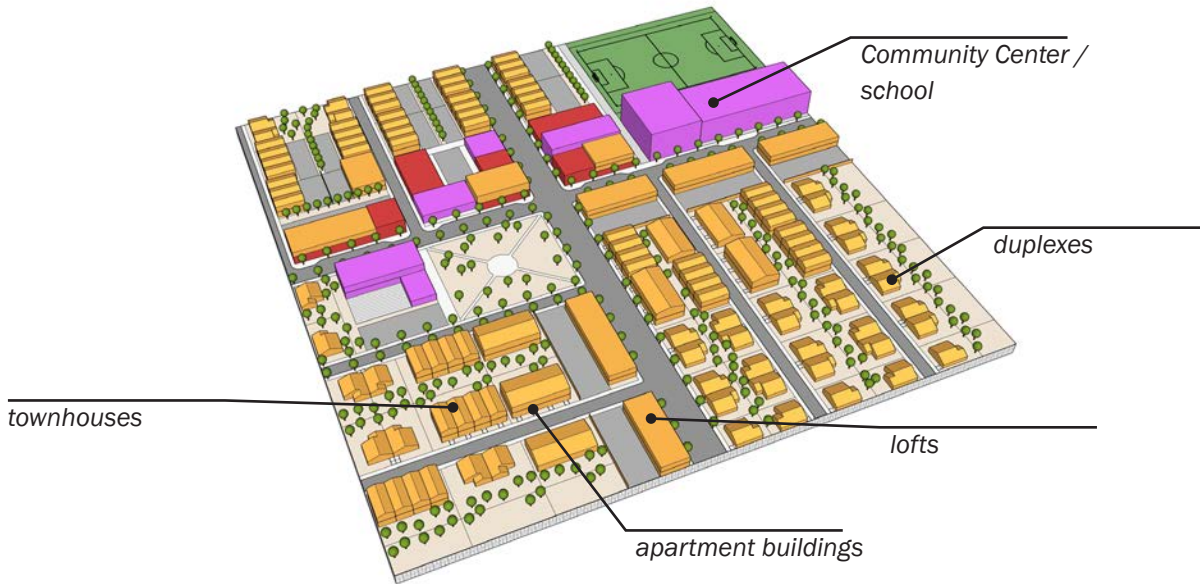 Community Center /
school
duplexes
townhouses
lofts
apartment buildings